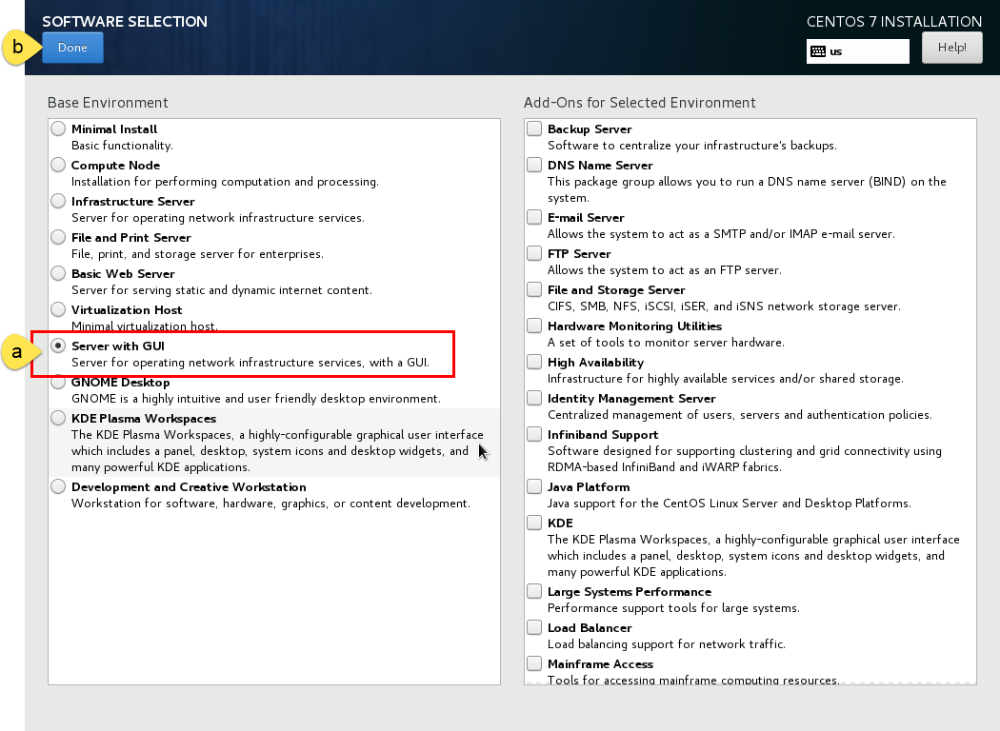 SOFTWARE SELECTION
CENTOS 7 INSTALLATION
b
Done
us
Help!
Base Environment
Minimal Install
Basic functionality.
Compute Node
Installation for performing computation and processing.
Infrastructure Server
Server for operating network infrastructure services.
File and Print Server
File, print, and storage server for enterprises.
Basic Web Server
Server for serving static and dynamic internet content.
Virtualization Host
Minimal virtualization host.
a
Server with GUI
Server for operating network infrastructure services, with a GUI.
GNOME Desktop
GNOME is a highly intuitive and user friendly desktop environment.
KDE Plasma Workspaces
The KDE Plasma Workspaces, a highly-configurable graphical user interface
which includes a panel, desktop, system icons and desktop widgets, and
many powerful KDE applications.
Development and Creative Workstation
Workstation for software, hardware, graphics, or content development.
Add-Ons for Selected Environment
Backup Server
Software to centralize your infrastructure's backups.
DNS Name Server
This package group allows you to run a DNS name server (BIND) on the
system.
E-mail Server
Allows the system to act as a SMTP and/or IMAP e-mail server.
FTP Server
Allows the system to act as an FTP server.
File and Storage Server
CIFS, SMB, NFS, iSCSI, iSER, and iSNS network storage server.
Hardware Monitoring Utilities
A set of tools to monitor server hardware.
High Availability
Infrastructure for highly available services and/or shared storage.
Identity Management Server
Centralized management of users, servers and authentication policies.
Infiniband Support
Software designed for supporting clustering and grid connectivity using
RDMA-based InfiniBand and iWARP fabrics.
Java Platform
Java support for the CentOS Linux Server and Desktop Platforms.
KDE
The KDE Plasma Workspaces, a highly-configurable graphical user interface
which includes a panel, desktop, system icons and desktop widgets, and
many powerful KDE applications.
Large Systems Performance
Performance support tools for large systems.
Load Balancer
Load balancing support for network traffic.
Mainframe Access
Tools for accessing mainframe computing resources.